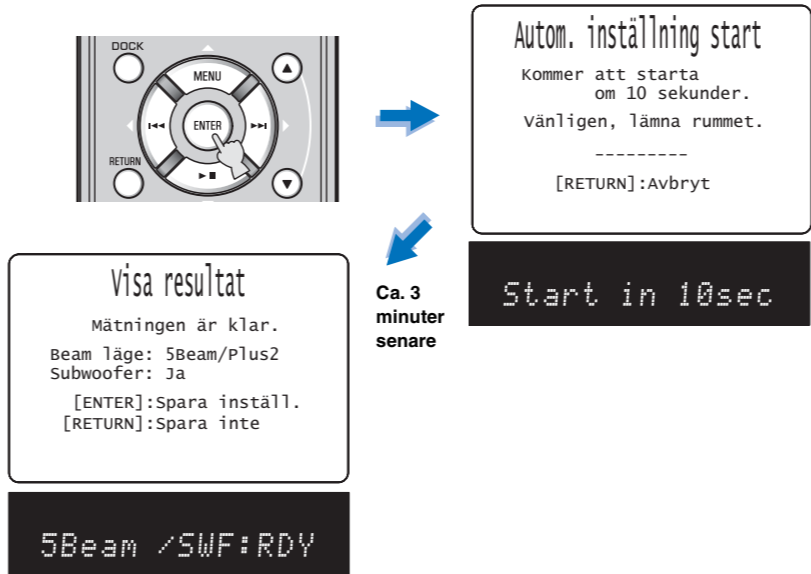 DOCK
MENU
ENTER
RETURN
Autom. inställning start
Kommer att starta
om 10 sekunder.
Vänligen, lämna rummet.
---------
[RETURN]:Avbryt
Start in 10sec
Ca. 3
minuter
senare
Visa resultat
Mätningen är klar.
Beam läge: 5Beam/Plus2
Subwoofer: Ja
[ENTER]:Spara inställ.
[RETURN]:Spara inte
5Beam /SWF:RDY